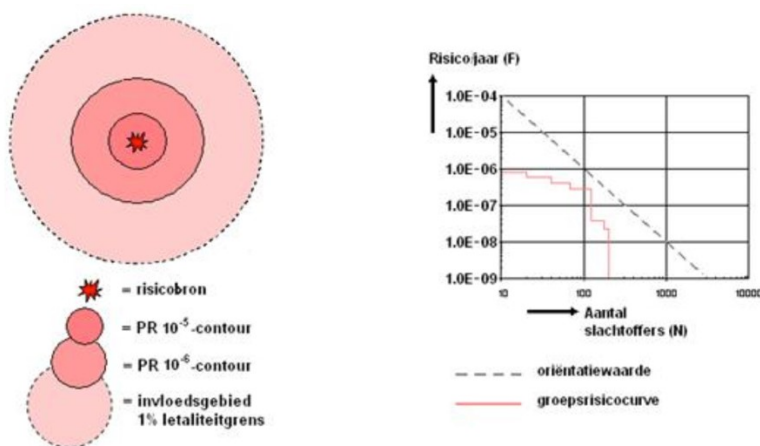 = risicobron
= PR 10-5-contour
= PR 10-6-contour
= invloedsgebied
1% letaliteitgrens
Risico/jaar (F)
1.0E-04
1.0E-05
1.0E-06
1.0E-07
1.0E-08
1.0E-09
10 100 1000 10000
Aantal
slachtoffers (N)
oriëntatiewaarde
groepsrisicocurve